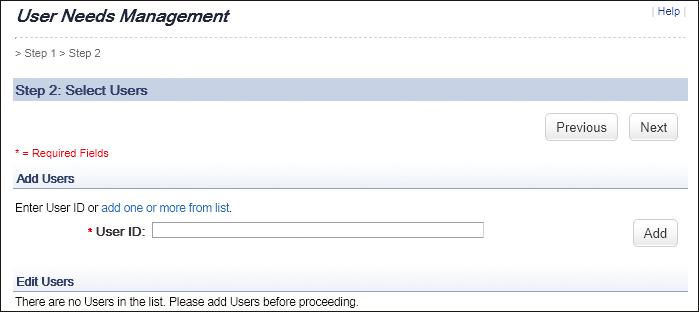 User Needs Management
| Help |
> Step 1 > Step 2
Step 2: Select Users
Previous Next
* = Required Fields
Add Users
Enter User ID or add one or more from list.
* User ID: Add
Edit Users
There are no Users in the list. Please add Users before proceeding.